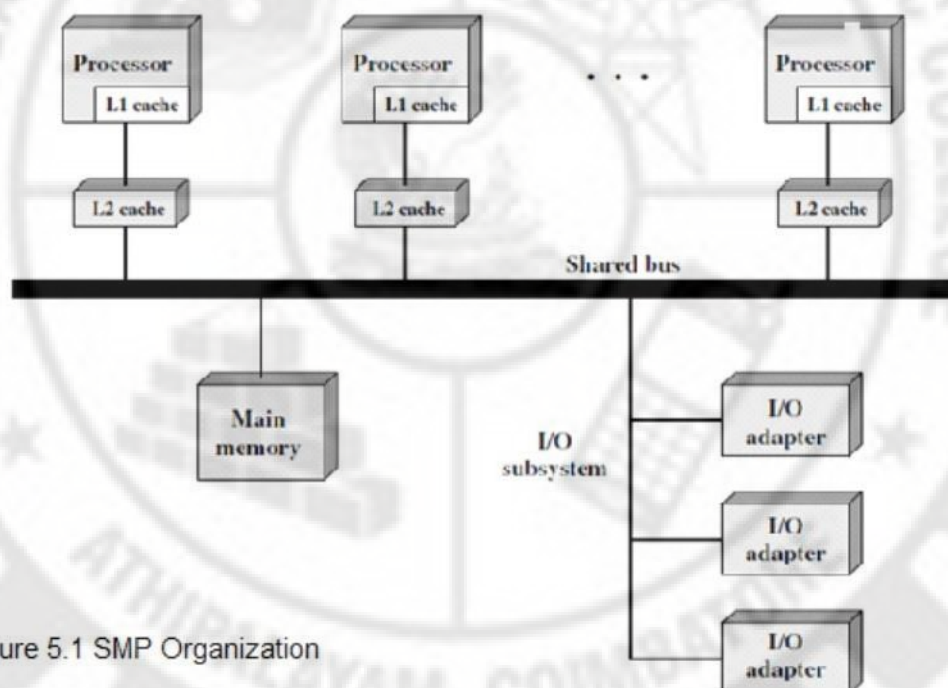 Processor
L1 cache
Processor
L1 cache
. . .
Processor
L1 cache
L2 cache
L2 cache
L2 cache
Shared bus
Main
memory
I/O
subsystem
I/O
adapter
I/O
adapter
I/O
adapter
ure 5.1 SMP Organization